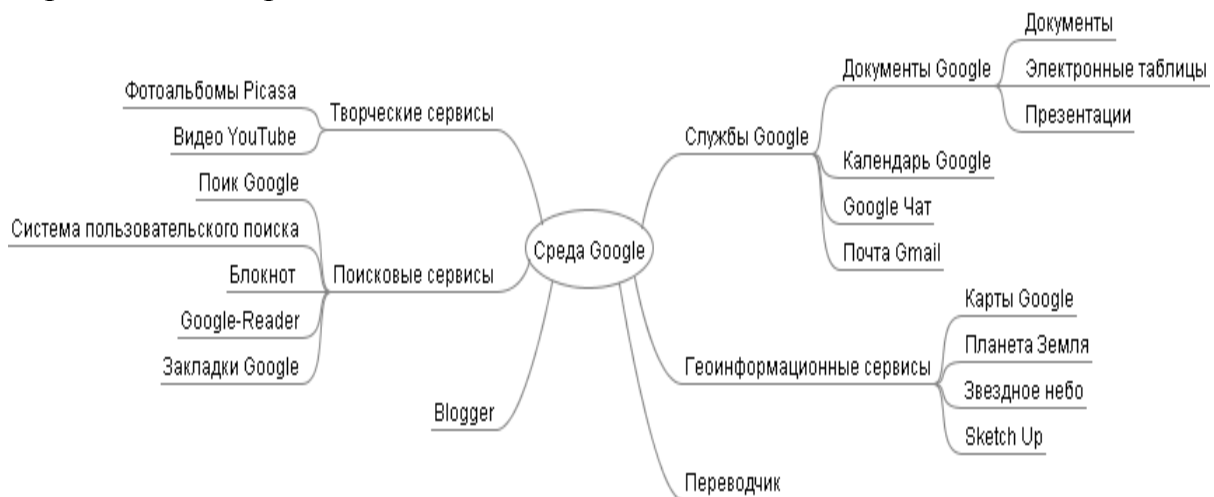 Документы
Документы Google
Электронные таблицы
Презентации
Службы Google
Календарь Google
Google Чат
Почта Gmail
Фотоальбомы Picasa
Творческие сервисы
Видео YouTube
Поик Google
Система пользовательского поиска
Блокнот
Поисковые сервисы
Google-Reader
Закладки Google
Среда Google
Blogger
Карты Google
Планета Земля
Геоинформационные сервисы
Звездное небо
Sketch Up
Переводчик